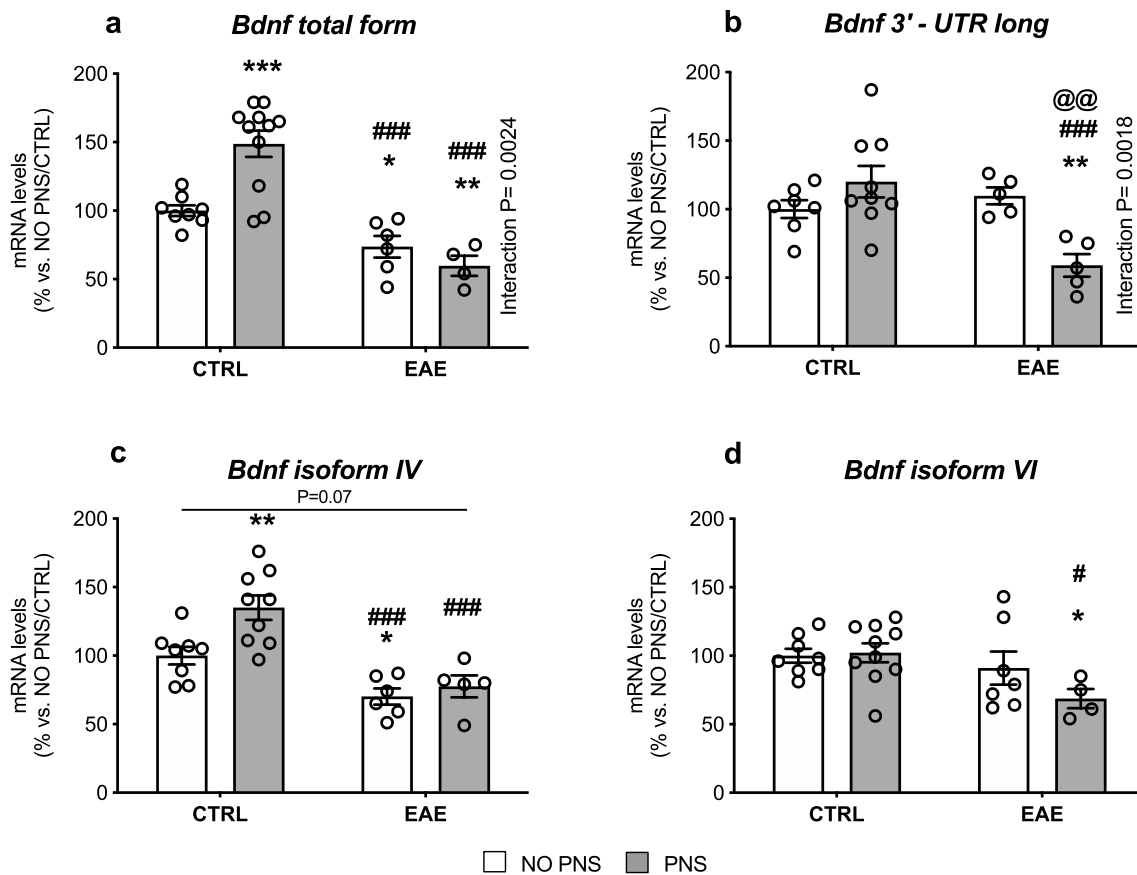 a
Bdnf total form
mRNA levels
(% vs. NO PNS/CTRL)
200
150
100
50
0
***
###
*
###
**
Interaction P= 0.0024
CTRL
EAE
b
Bdnf 3' - UTR long
mRNA levels
(% vs. NO PNS/CTRL)
200
150
100
50
0
@@
###
**
Interaction P= 0.0018
CTRL
EAE
c
Bdnf isoform IV
P=0.07
mRNA levels
(% vs. NO PNS/CTRL)
200
150
100
50
0
**
###
*
###
CTRL
EAE
d
Bdnf isoform VI
mRNA levels
(% vs. NO PNS/CTRL)
200
150
100
50
0
#
*
CTRL
EAE
NO PNS
PNS